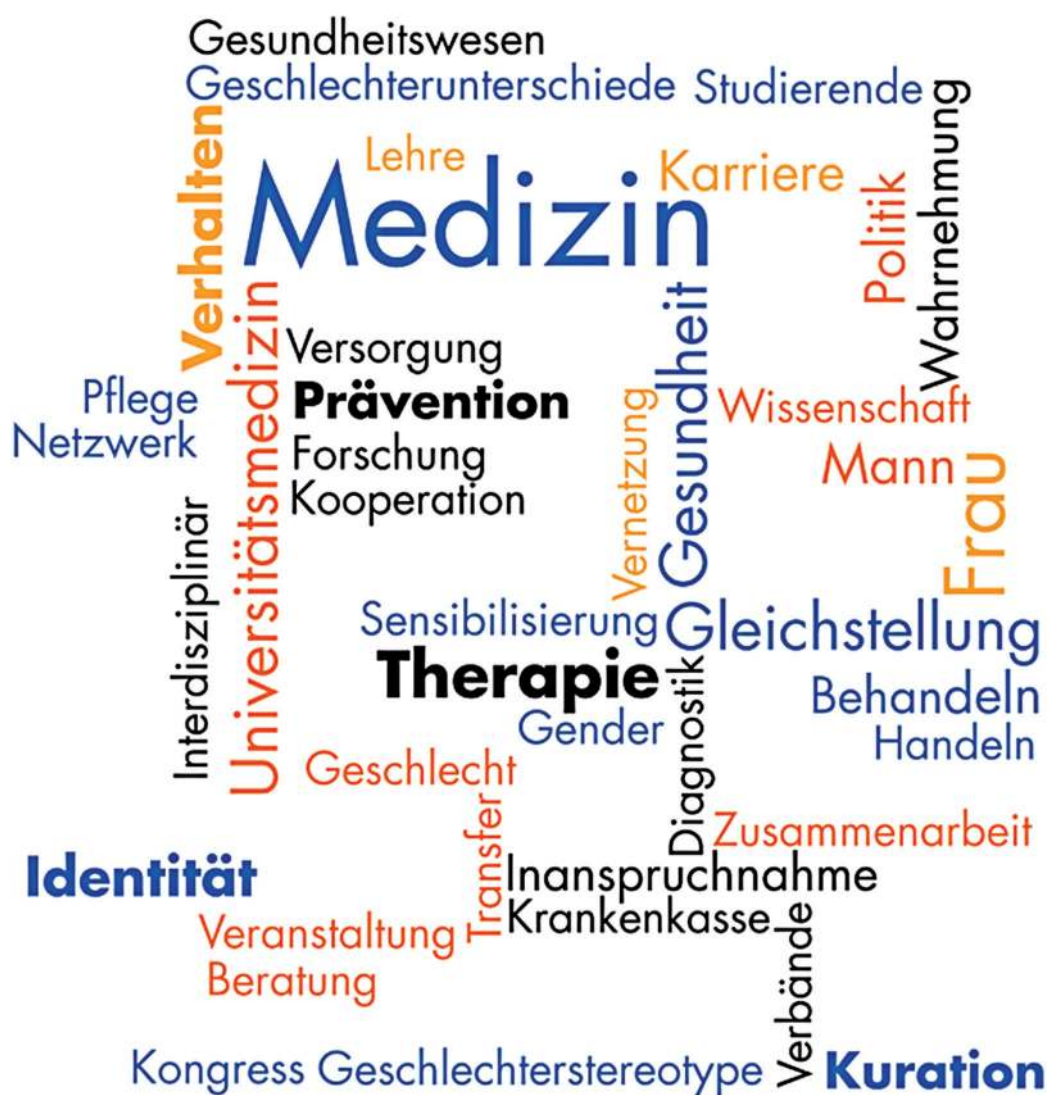 Gesundheitswesen
Geschlechterunterschiede
Studierende
Verhalten
Lehre
Medizin
Karriere
Politik
Wahrnehmung
Universitätsmedizin
Versorgung
Prävention
Forschung
Kooperation
Pflege
Netzwerk
Gesundheit
Vernetzung
Wissenschaft
Mann
Frau
Interdisziplinär
Sensibilisierung
Gleichstellung
Therapie
Gender
Diagnostik
Behandeln
Handeln
Geschlecht
Transfer
Zusammenarbeit
Identität
Inanspruchnahme
Krankenkasse
Veranstaltung
Beratung
Verbände
Kongress
Geschlechterstereotype
Kuration